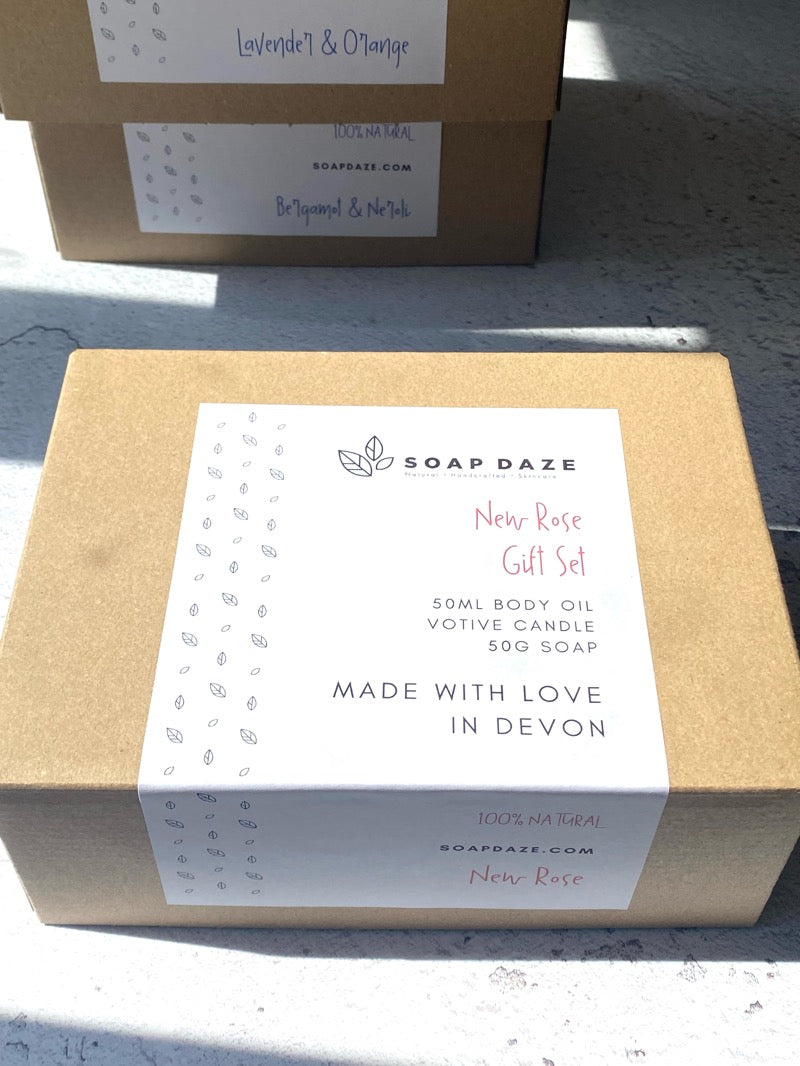 Lavender & Orange
100% NATURAL
SOAPDAZE.COM
Bergamot & Neroli
SOAP DAZE
Natural • Handcrafted • Skincare
New Rose
Gift Set
50ML BODY OIL
VOTIVE CANDLE
50G SOAP
MADE WITH LOVE
IN DEVON
100% NATURAL
SOAPDAZE.COM
New Rose